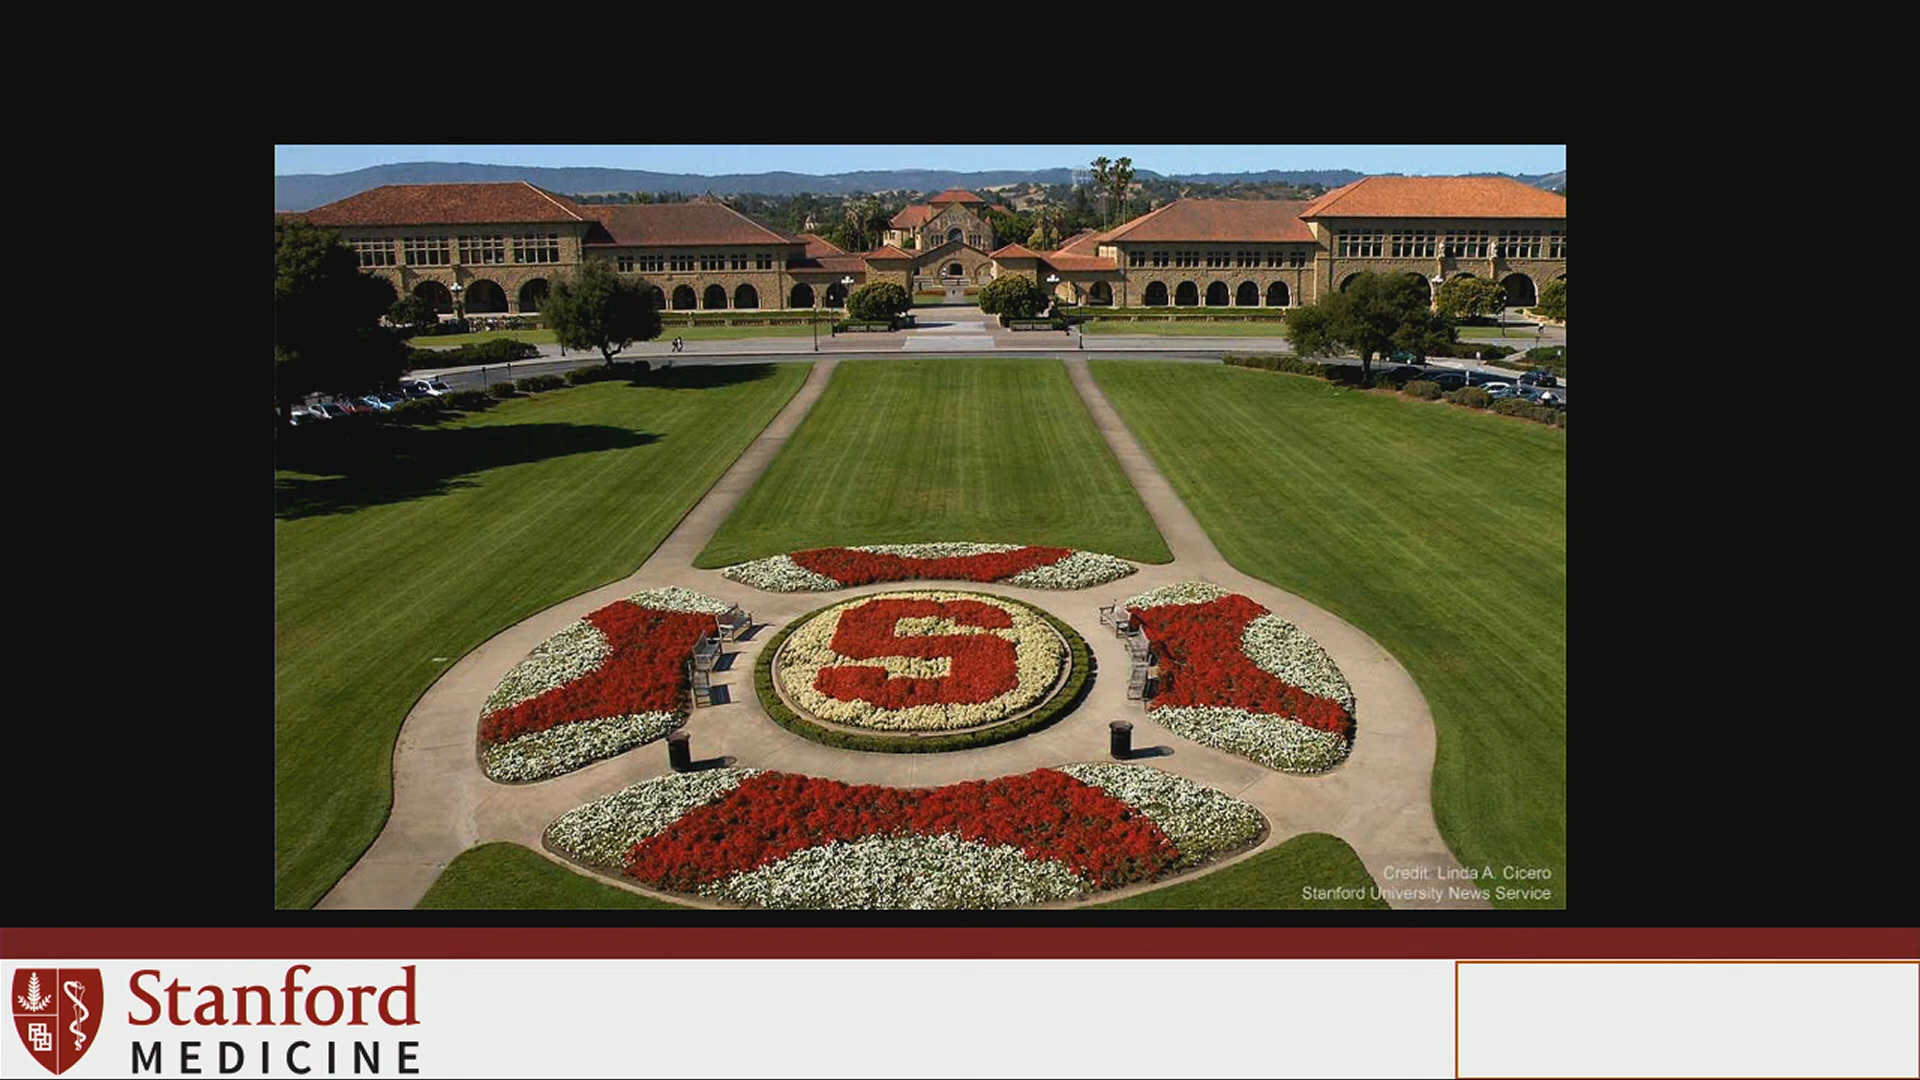 S
Credit: Linda A. Cicero
Stanford University News Service
Stanford
MEDICINE